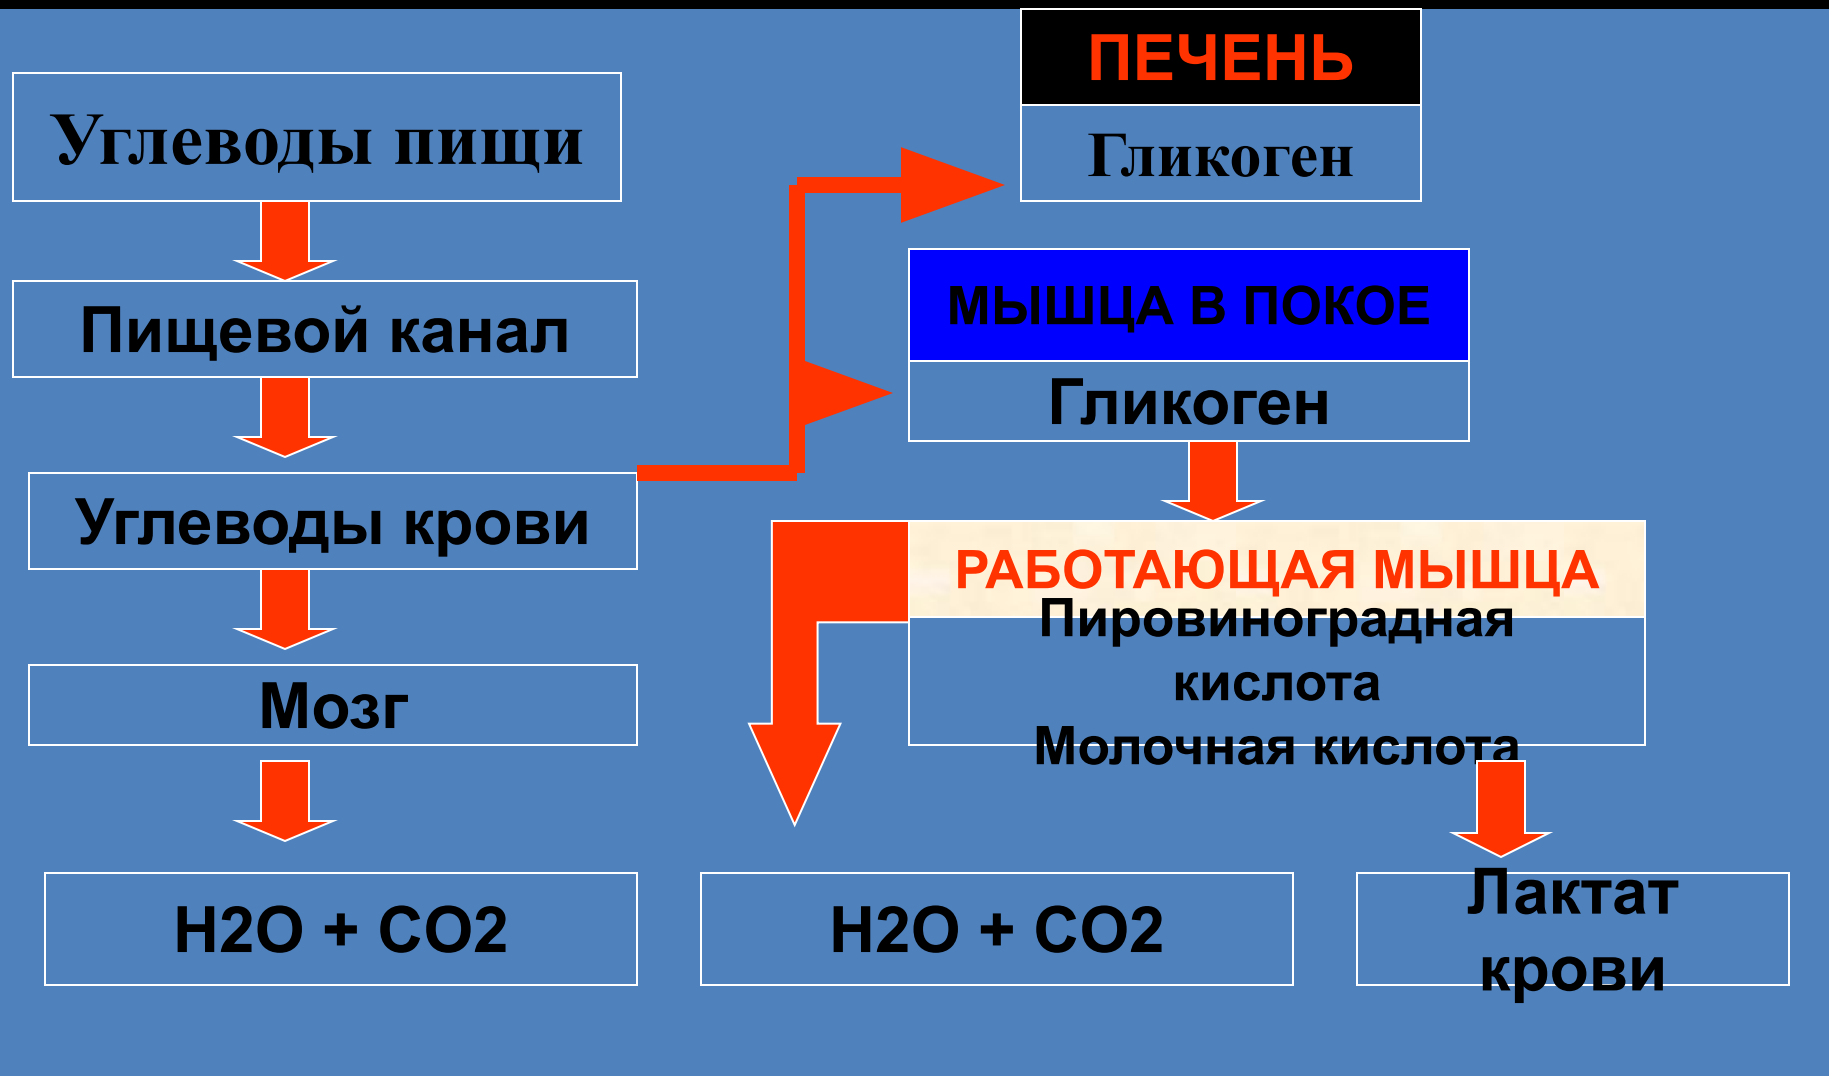 Углеводы пищи
Пищевой канал
Углеводы крови
Мозг
H2O + CO2
ПЕЧЕНЬ
Гликоген
МЫШЦА В ПОКОЕ
Гликоген
РАБОТАЮЩАЯ МЫШЦА
Пировиноградная
кислота
Молочная кислота
H2O + CO2
Лактат
крови